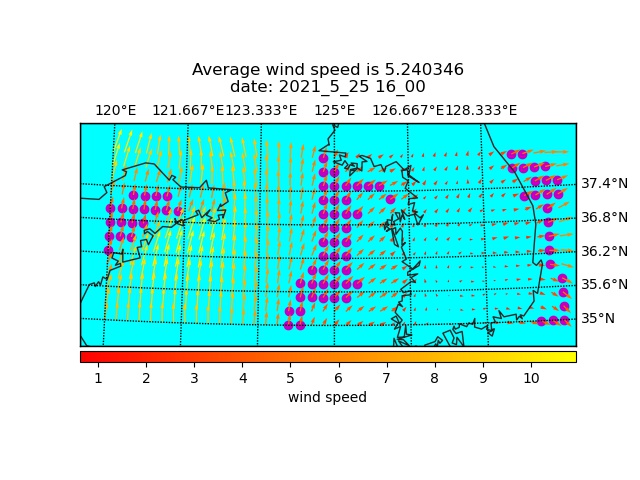 Average wind speed is 5.240346
date: 2021_5_25 16_00
120°E 121.667°E 123.333°E 125°E 126.667°E 128.333°E
37.4°N
36.8°N
36.2°N
35.6°N
35°N
1 2 3 4 5 6 7 8 9 10
wind speed